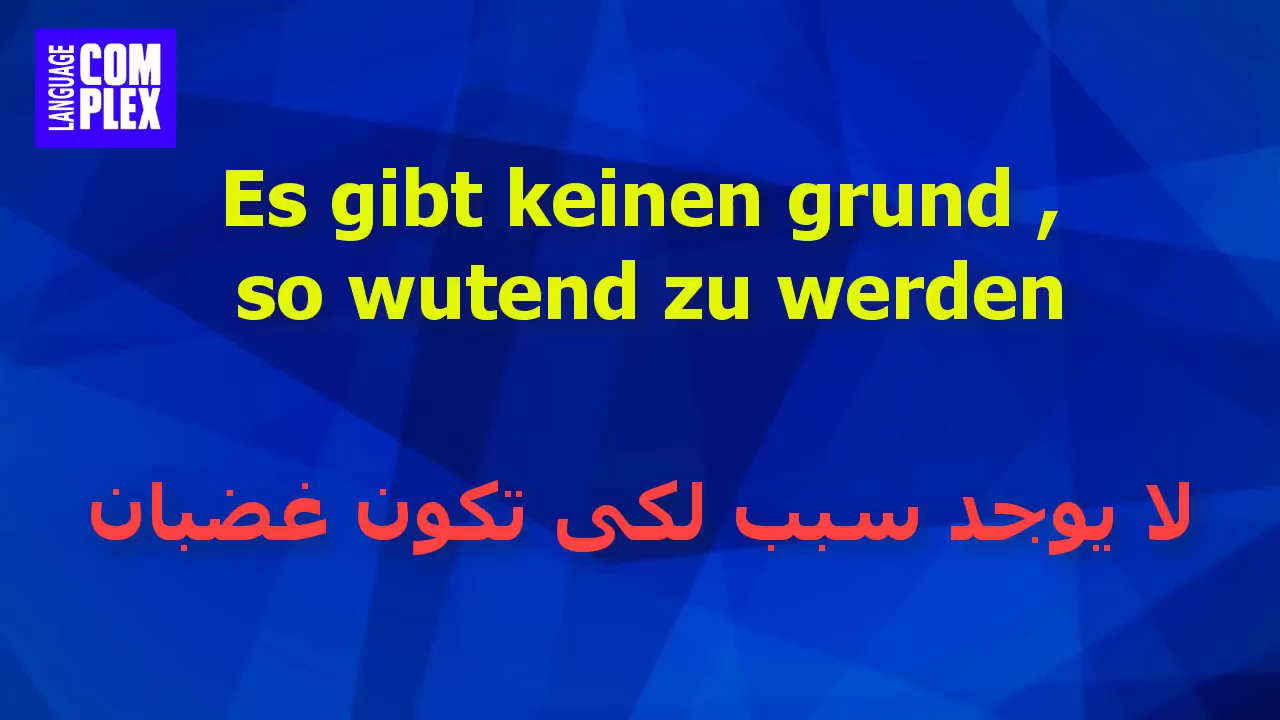 LANGUAGE
COM
PLEX
Es gibt keinen grund ,
so wutend zu werden
لا يوجد سبب لكى تكون غضبان